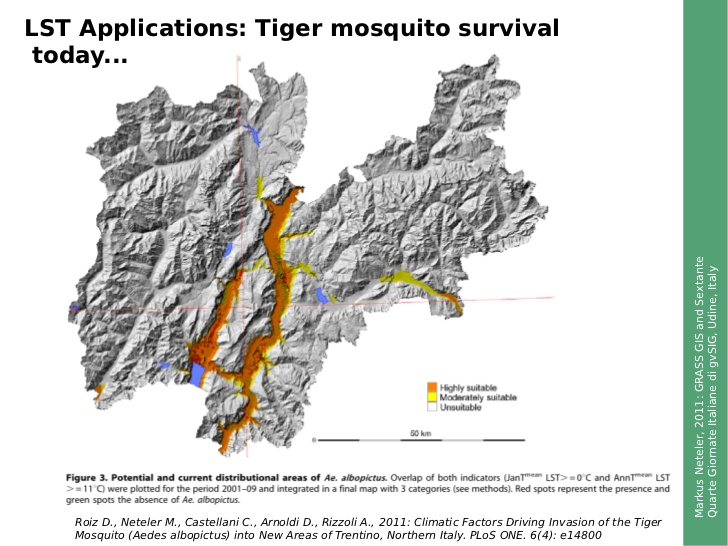 LST Applications: Tiger mosquito survival
today...
Highly suitable
Moderately suitable
Unsuitable
0
50 km
Figure 3. Potential and current distributional areas of Ae. albopictus. Overlap of both indicators (JanTmean LST>=0°C and AnnTmean LST
>=11°C) were plotted for the period 2001–09 and integrated in a final map with 3 categories (see methods). Red spots represent the presence and
green spots the absence of Ae. albopictus.
Roiz D., Neteler M., Castellani C., Arnoldi D., Rizzoli A., 2011: Climatic Factors Driving Invasion of the Tiger
Mosquito (Aedes albopictus) into New Areas of Trentino, Northern Italy. PLoS ONE. 6(4): e14800
Markus Neteler, 2011: GRASS GIS and Sextante
Quarte Giornate Italiane di gvSIG, Udine, Italy